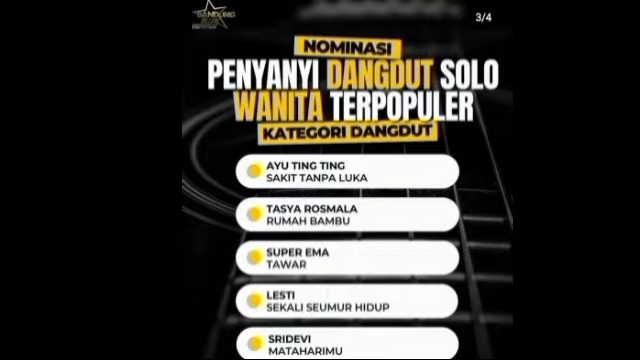 BANDUNG
3/4
NOMINASI
PENYANYI DANGDUT SOLO
WANITA TERPOPULER
KATEGORI DANGDUT
AYU TING TING
SAKIT TANPA LUKA
TASYA ROSMALA
RUMAH BAMBU
SUPER EMA
TAWAR
LESTI
SEKALI SEUMUR HIDUP
SRIDEVI
MATAHARIMU